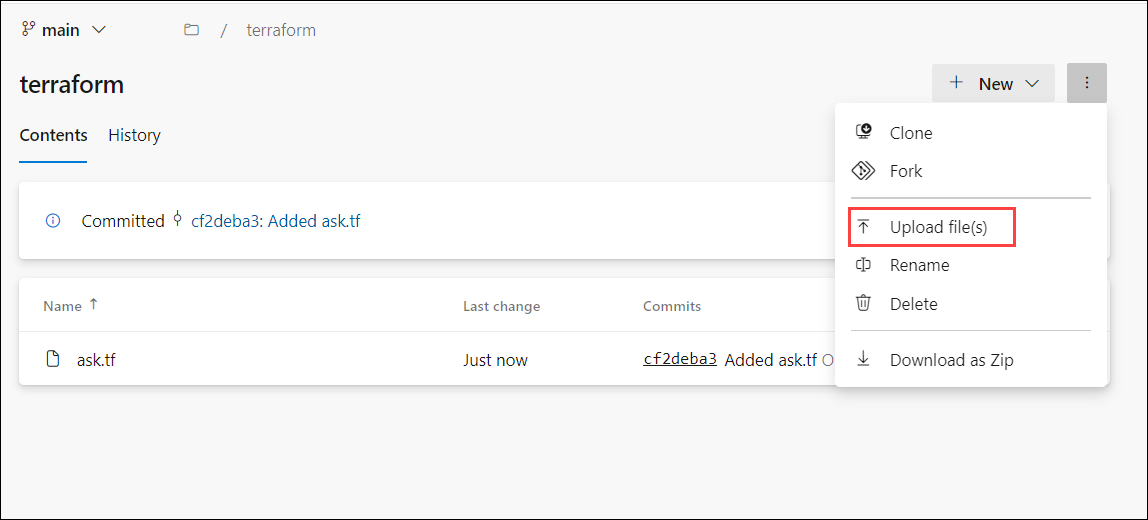 main
/ terraform
terraform
New
Contents History
Clone
Fork
Committed cf2deba3: Added ask.tf
Upload file(s)
Rename
Delete
Name Last change Commits
ask.tf Just now cf2deba3 Added ask.tf O
Download as Zip